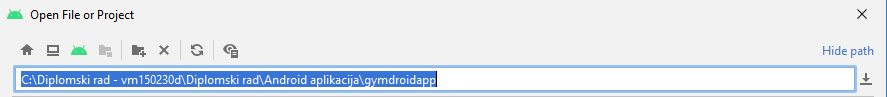 Open File or Project
Hide path
C:\Diplomski rad - vm150230d\Diplomski rad\Android aplikacija\gymdroidapp